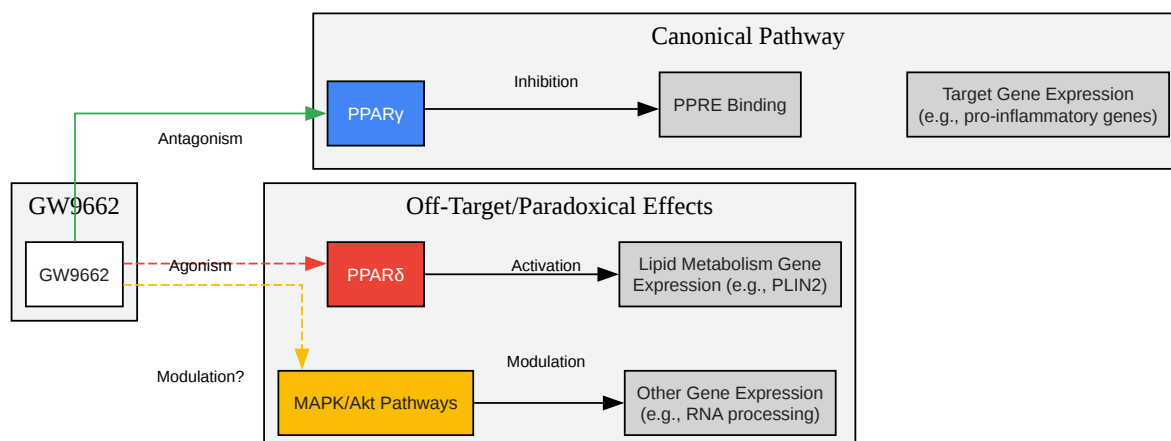 Canonical Pathway
Inhibition
PPARγ
PPRE Binding
Target Gene Expression
(e.g., pro-inflammatory genes)
Antagonism
GW9662
GW9662
Off-Target/Paradoxical Effects
Agonism
PPARδ
Activation
Lipid Metabolism Gene
Expression (e.g., PLIN2)
Modulation?
MAPK/Akt Pathways
Modulation
Other Gene Expression
(e.g., RNA processing)